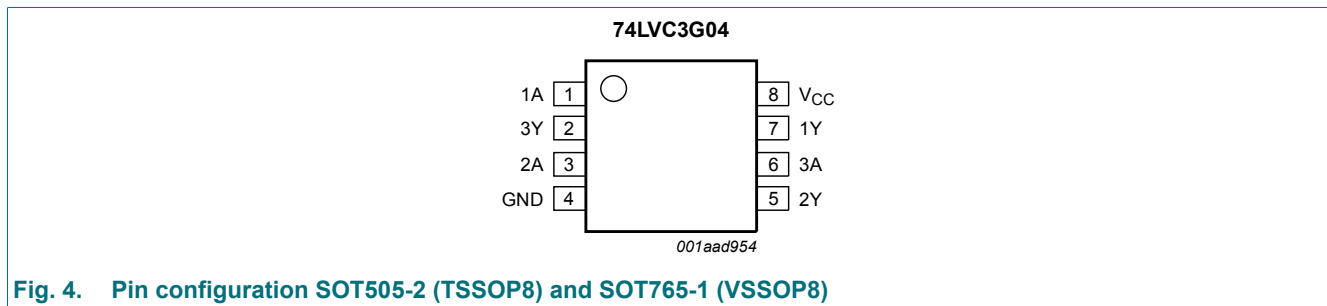 74LVC3G04
1A 1 8 VCC
3Y 2 7 1Y
2A 3 6 3A
GND 4 5 2Y
001aad954
Fig. 4. Pin configuration SOT505-2 (TSSOP8) and SOT765-1 (VSSOP8)